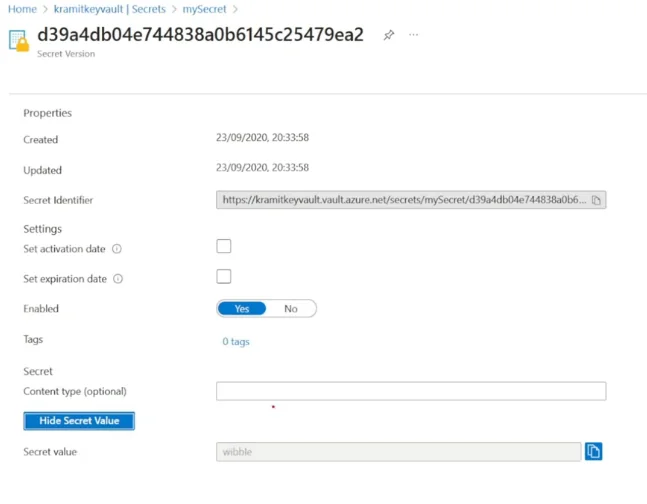 Home > kramitkeyvault | Secrets > mySecret >
d39a4db04e744838a0b6145c25479ea2 ...
Secret Version
Properties
Created 23/09/2020, 20:33:58
Updated 23/09/2020, 20:33:58
Secret Identifier https://kramitkeyvault.vault.azure.net/secrets/mySecret/d39a4db04e744838a0b6...
Settings
Set activation date
Set expiration date
Enabled Yes No
Tags 0 tags
Secret
Content type (optional)
Hide Secret Value
Secret value wibble